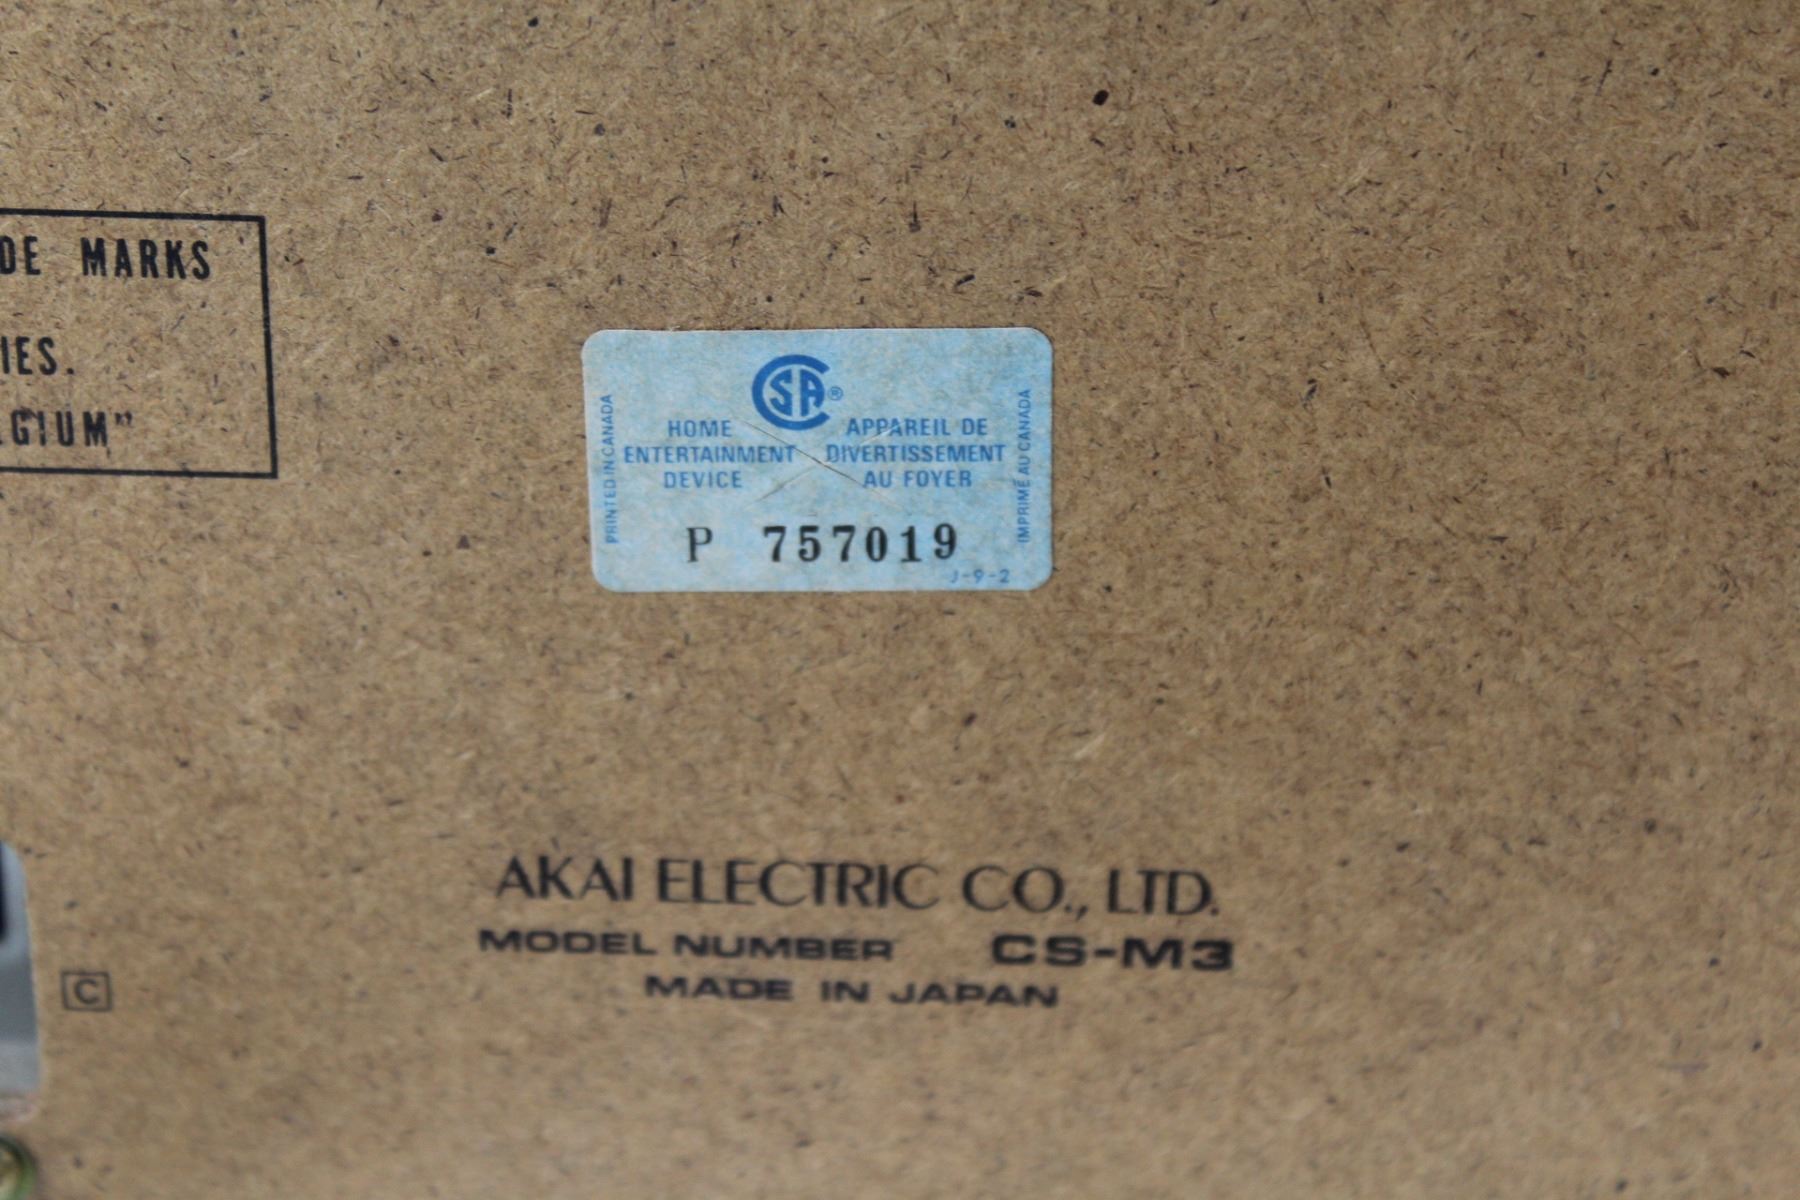 DE MARKS
IES.
LGIUM"
CSA®
HOME
ENTERTAINMENT
DEVICE
APPAREIL DE
DIVERTISSEMENT
AU FOYER
PRINTED IN CANADA
IMPRIMÉ AU CANADA
P 757019
J-9-2
AKAI ELECTRIC CO., LTD.
MODEL NUMBER CS-M3
MADE IN JAPAN
C